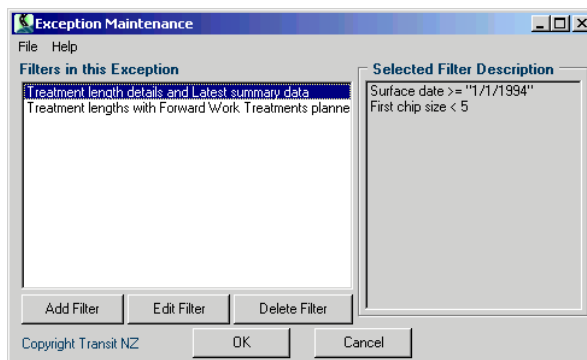 Exception Maintenance
File Help
Filters in this Exception
Treatment length details and Latest summary data
Treatment lengths with Forward Work Treatments planne
Selected Filter Description
Surface date >= "1/1/1994"
First chip size < 5
Add Filter Edit Filter Delete Filter
Copyright Transit NZ OK Cancel